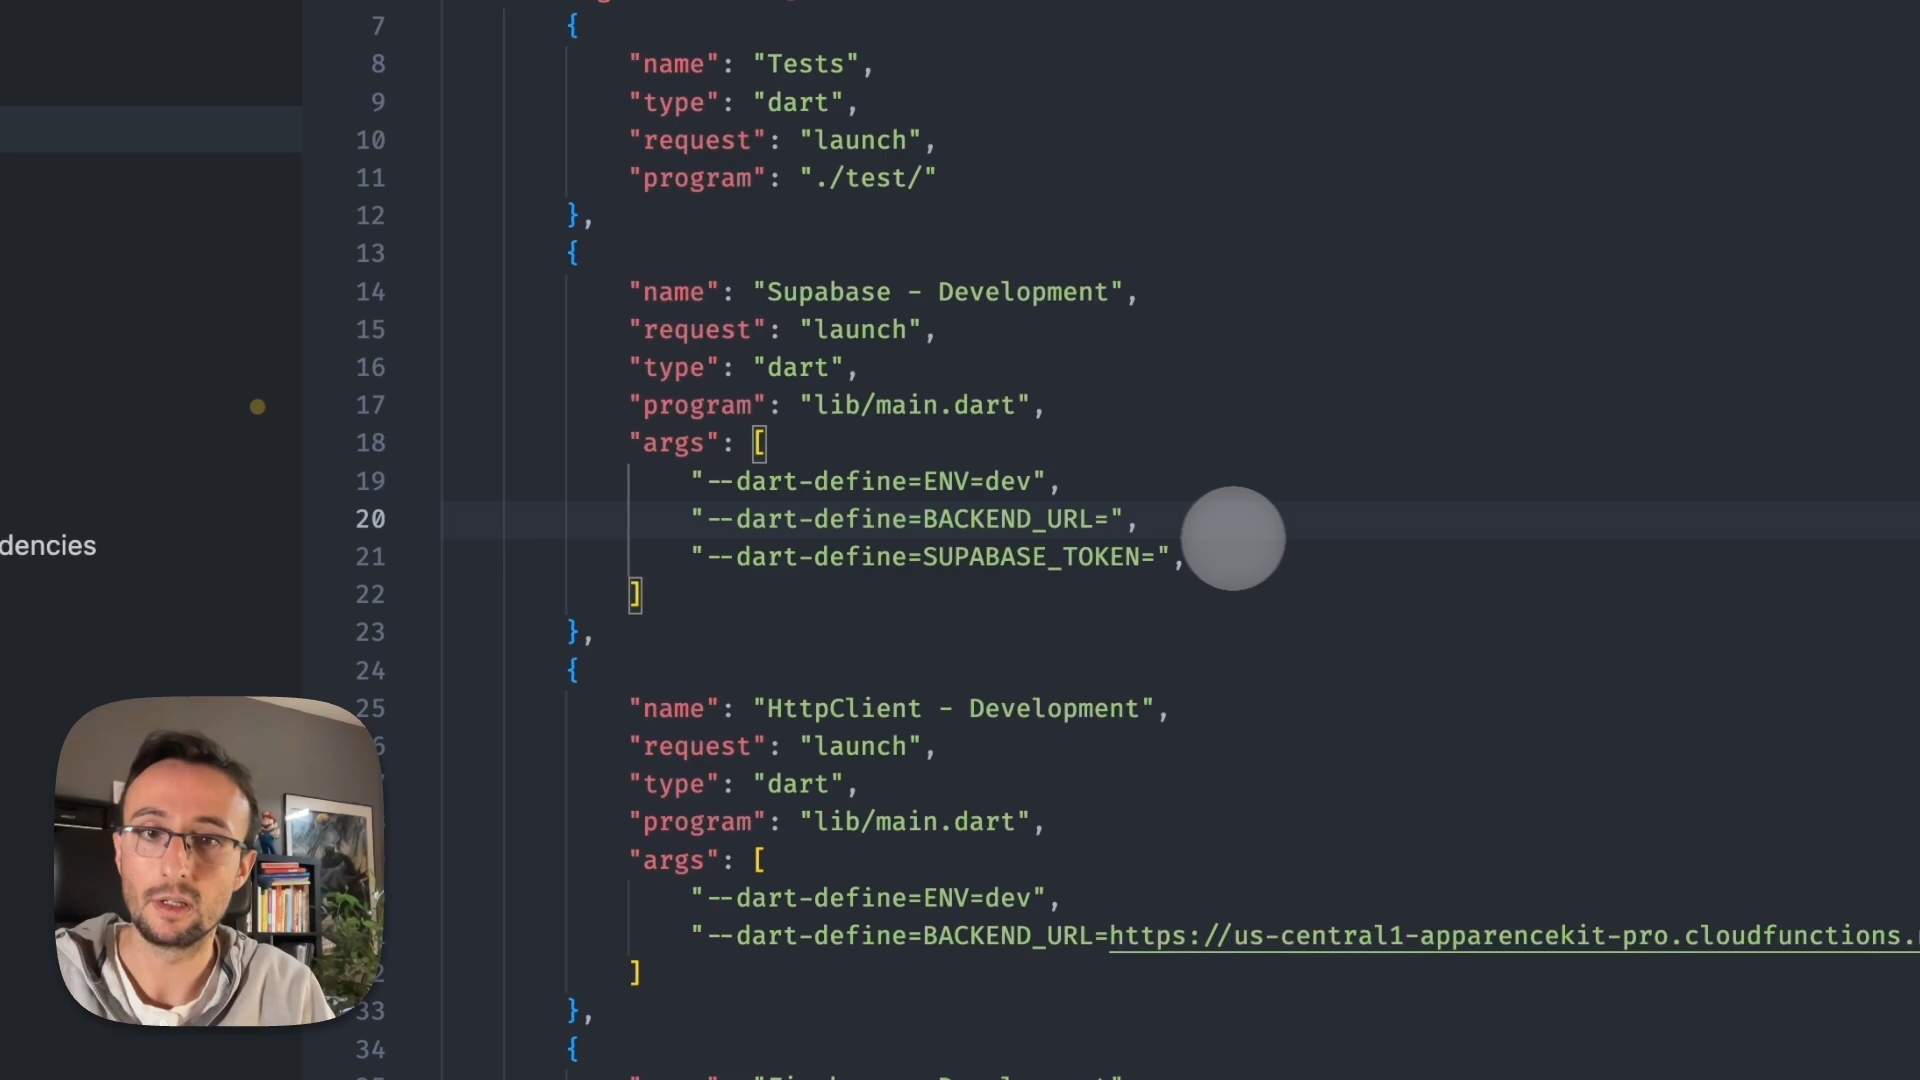 7 {
8 "name": "Tests",
9 "type": "dart",
10 "request": "launch",
11 "program": "./test/"
12 },
13 {
14 "name": "Supabase - Development",
15 "request": "launch",
16 "type": "dart",
17 "program": "lib/main.dart",
18 "args": [
19 "--dart-define=ENV=dev",
20 "--dart-define=BACKEND_URL=",
dencies
21 "--dart-define=SUPABASE_TOKEN=",
22 ]
23 },
24 {
25 "name": "HttpClient - Development",
"request": "launch",
"type": "dart",
"program": "lib/main.dart",
"args": [
"--dart-define=ENV=dev",
"--dart-define=BACKEND_URL=https://us-central1-apparencekit-pro.cloudfunctions.
]
33 },
34 {